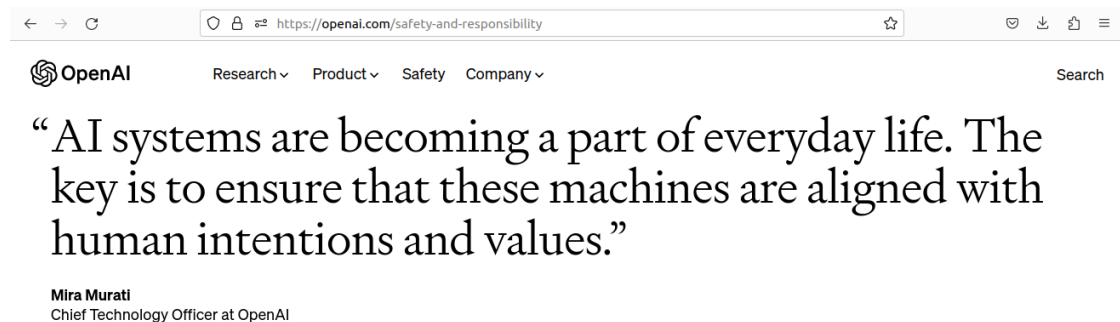 https://openai.com/safety-and-responsibility
OpenAI Research Product Safety Company Search
“AI systems are becoming a part of everyday life. The
key is to ensure that these machines are aligned with
human intentions and values.”
Mira Murati
Chief Technology Officer at OpenAI